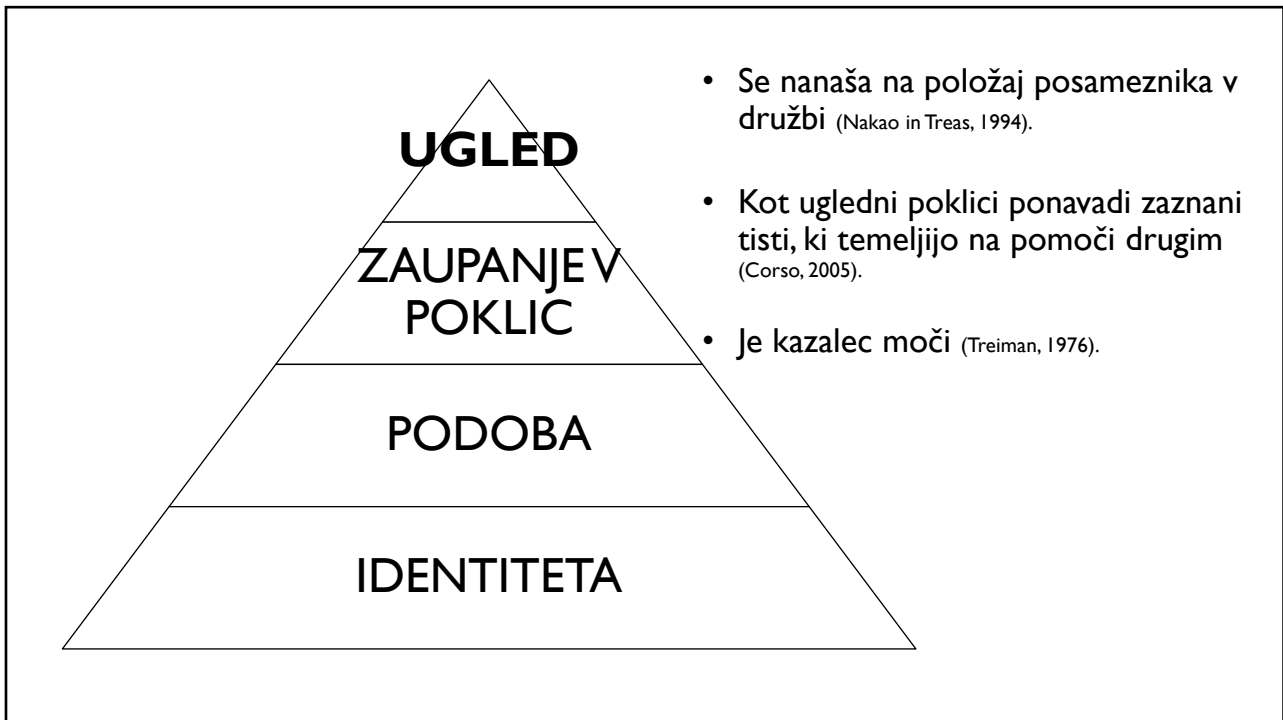 UGLED
ZAUPANJE V
POKLIC
PODOBA
IDENTITETA
• Se nanaša na položaj posameznika v
družbi (Nakao in Treas, 1994).
• Kot ugledni poklici ponavadi zaznani
tisti, ki temeljijo na pomoči drugim
(Corso, 2005).
• Je kazalec moči (Treiman, 1976).